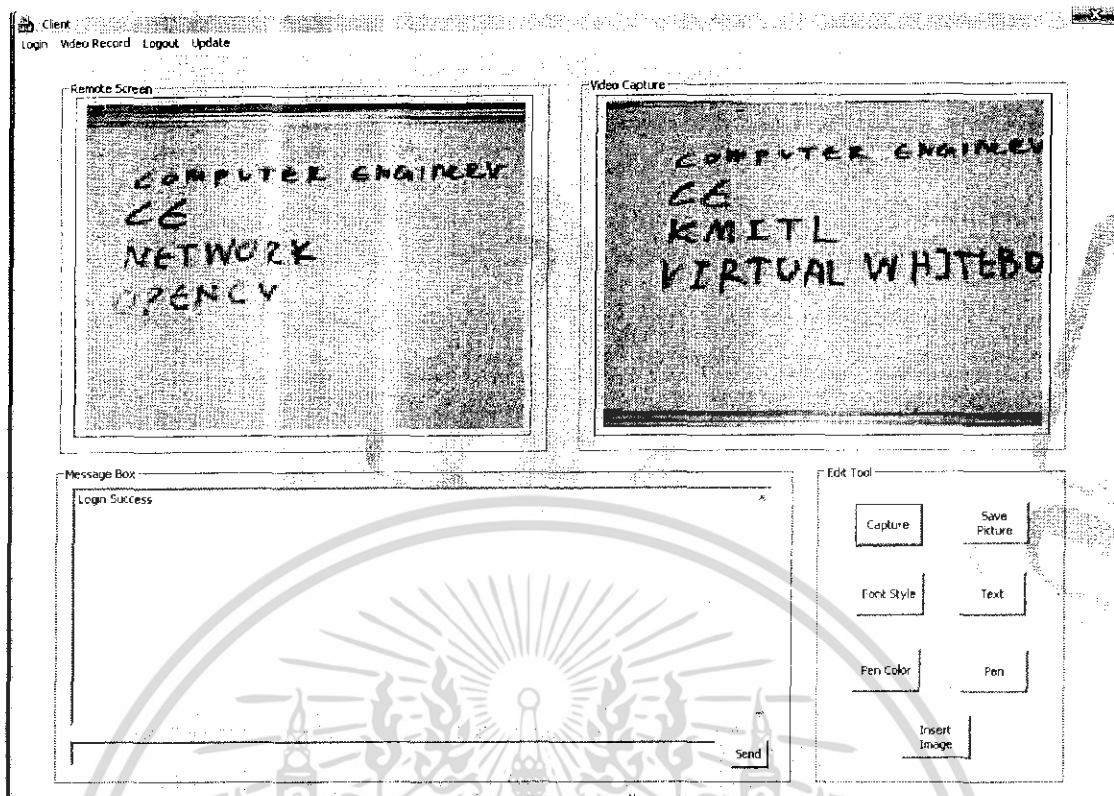 Client
Login Video Record Logout Update
Remote Screen
COMPUTER ENGINEER
CE
NETWORK
OPENCV
Video Capture
COMPUTER ENGINEER
CE
KMITL
VIRTUAL WHITEBO
Message Box
Login Success
Send
Edit Tool
Capture
Save
Picture
Font Style
Text
Pen Color
Pen
Insert
Image